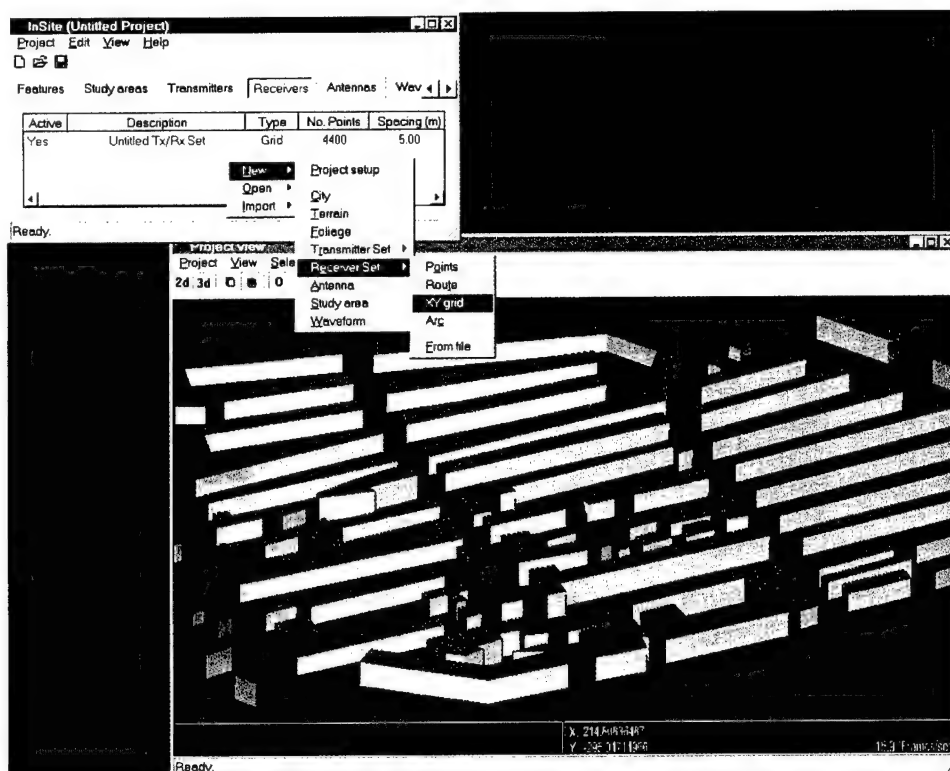 InSite (Untitled Project)
Project Edit View Help
Features Study areas Transmitters Receivers Antennas Wav
Active Description Type No. Points Spacing (m)
Yes Untitled Tx/Rx Set Grid 4400 5.00
New
Open
Import
Project setup
City
Terrain
Foliage
Transmitter Set
Receiver Set
Antenna
Study area
Waveform
Points
Route
XY grid
Arc
From file
Ready.
Project view
Project View Sele
2d 3d 0
X:
Y:
Ready.